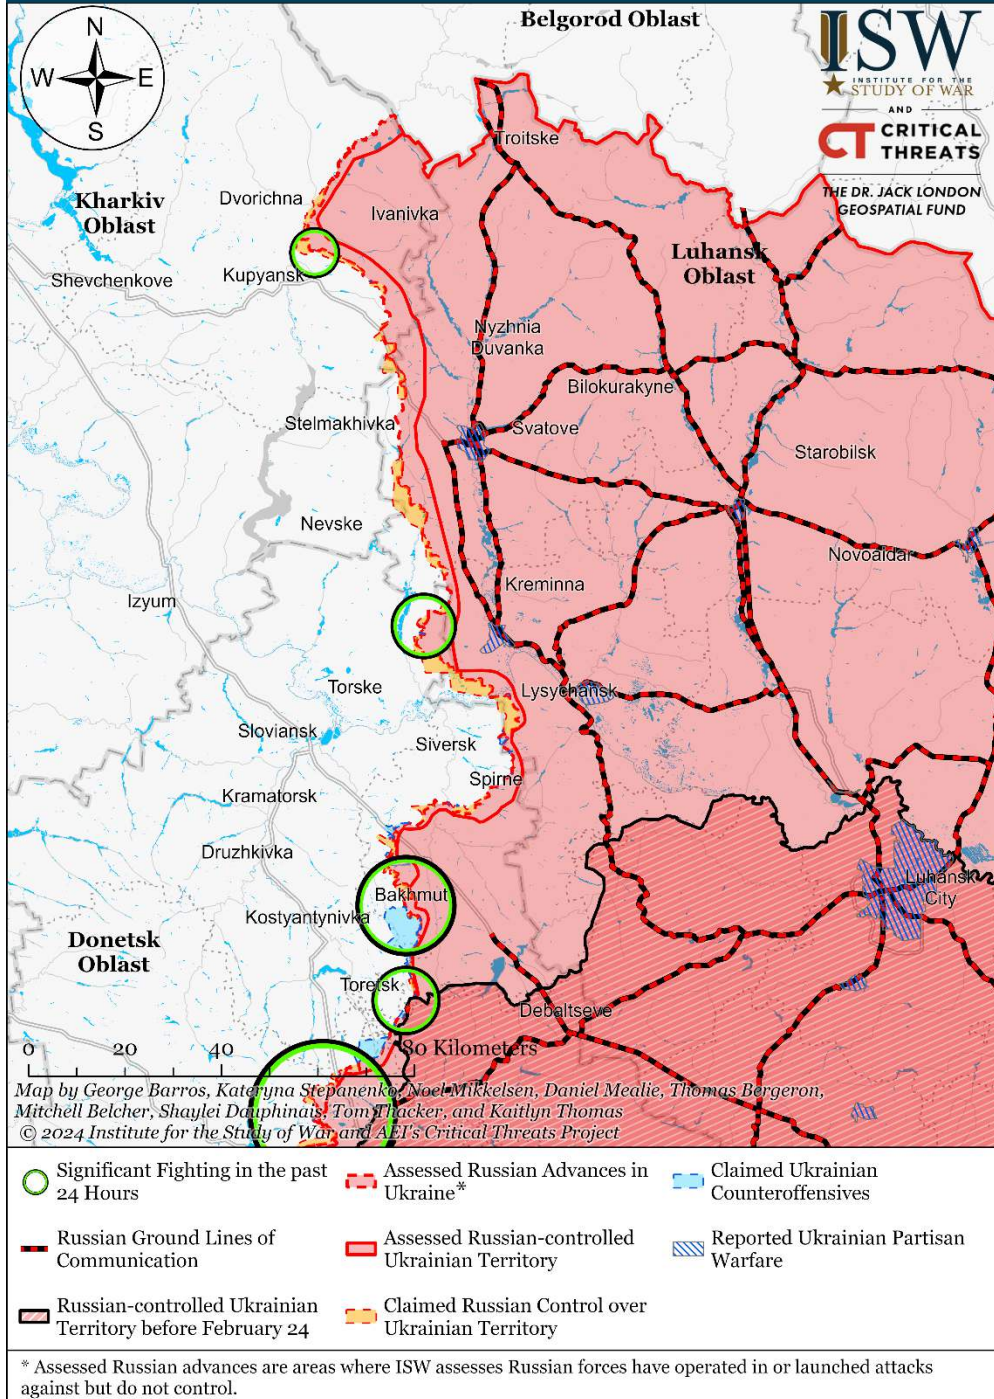 Belgorod Oblast
N
W E
S
ISW
INSTITUTE FOR THE
STUDY OF WAR
AND
CT CRITICAL
THREATS
THE DR. JACK LONDON
GEOSPATIAL FUND
Troitske
Kharkiv
Oblast
Dvorichna
Ivanivka
Luhansk
Oblast
Shevchenkove
Kupyansk
Nyzhnia
Duvanka
Bilokurakyne
Stelmakhivka
Svatove
Starobilsk
Nevske
Novoaidar
Kreminna
Izyum
Torske
Lysychansk
Sloviansk
Siversk
Spirne
Kramatorsk
Druzhkivka
Bakhmut
Luhansk
City
Kostyantynivka
Donetsk
Oblast
Toretsk
Debaltseve
0 20 40 80 Kilometers
Map by George Barros, Kateryna Stepanenko, Noel Mikkelsen, Daniel Mealie, Thomas Bergeron,
Mitchell Belcher, Shaylei Dauphinais, Tom Thacker, and Kaitlyn Thomas
© 2024 Institute for the Study of War and AEI's Critical Threats Project
Significant Fighting in the past
24 Hours
Assessed Russian Advances in
Ukraine*
Claimed Ukrainian
Counteroffensives
Russian Ground Lines of
Communication
Assessed Russian-controlled
Ukrainian Territory
Reported Ukrainian Partisan
Warfare
Russian-controlled Ukrainian
Territory before February 24
Claimed Russian Control over
Ukrainian Territory
* Assessed Russian advances are areas where ISW assesses Russian forces have operated in or launched attacks
against but do not control.